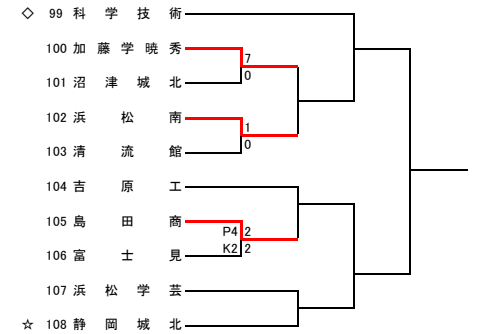 ◇ 99 科学技術
100 加藤学暁秀
7
0
101 沼津城北
102 浜松南
1
0
103 清流館
104 吉原工
105 島田商
P4 2
K2 2
106 富士見
107 浜松学芸
☆ 108 静岡城北